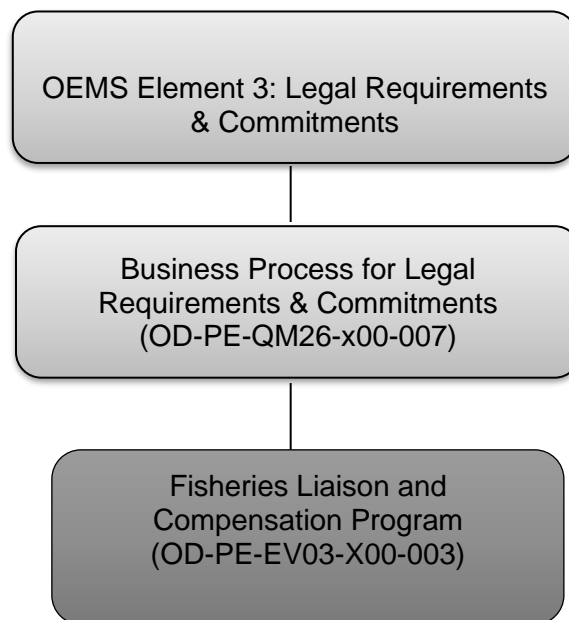 OEMS Element 3: Legal Requirements
& Commitments
Business Process for Legal
Requirements & Commitments
(OD-PE-QM26-x00-007)
Fisheries Liaison and
Compensation Program
(OD-PE-EV03-X00-003)